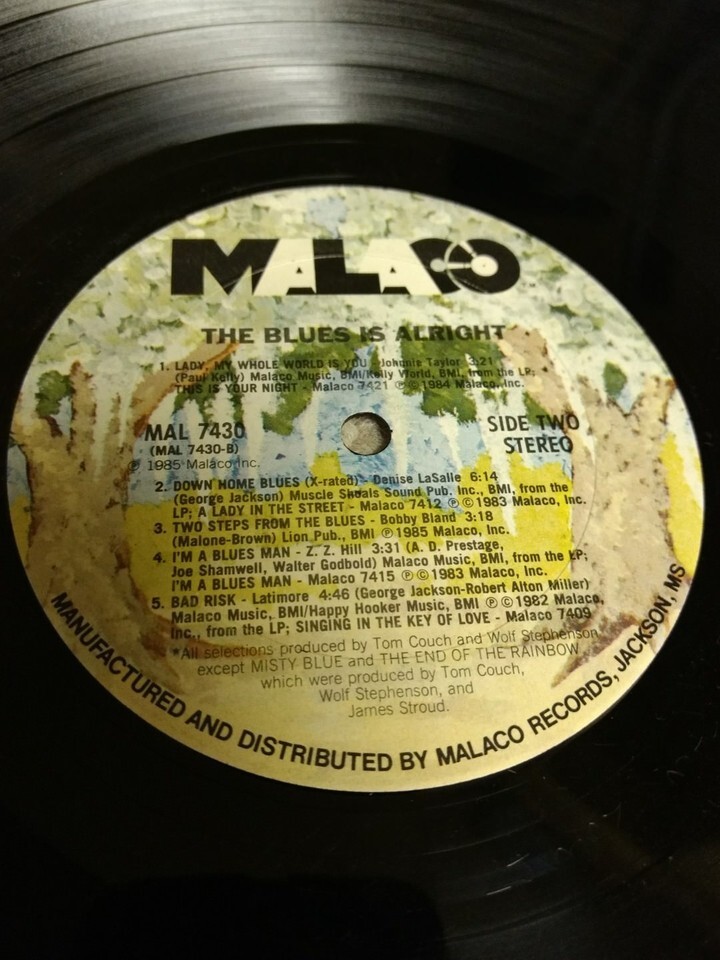 MALACO
THE BLUES IS ALRIGHT
1. LADY, MY WHOLE WORLD IS YOU - Johnnie Taylor 3:21
(Paul Kelly) Malaco Music, BMI/Kelly World, BMI, from the LP;
THIS IS YOUR NIGHT - Malaco 7421 ℗ © 1984 Malaco, Inc.
MAL 7430
(MAL 7430-B)
℗ 1985 Malaco Inc.
SIDE TWO
STEREO
2. DOWN HOME BLUES (X-rated) - Denise LaSalle 6:14
(George Jackson) Muscle Shoals Sound Pub. Inc., BMI, from the
LP; A LADY IN THE STREET - Malaco 7412 ℗ © 1983 Malaco, Inc.
3. TWO STEPS FROM THE BLUES - Bobby Bland 3:18
(Malone-Brown) Lion Pub., BMI ℗ 1985 Malaco, Inc.
4. I'M A BLUES MAN - Z. Z. Hill 3:31 (A. D. Prestage,
Joe Shamwell, Walter Godbold) Malaco Music, BMI, from the LP;
I'M A BLUES MAN - Malaco 7415 ℗ © 1983 Malaco, Inc.
5. BAD RISK - Latimore 4:46 (George Jackson-Robert Alton Miller)
Malaco Music, BMI/Happy Hooker Music, BMI ℗ © 1982 Malaco,
Inc., from the LP; SINGING IN THE KEY OF LOVE - Malaco 7409
*All selections produced by Tom Couch and Wolf Stephenson,
except MISTY BLUE and THE END OF THE RAINBOW
which were produced by Tom Couch,
Wolf Stephenson, and
James Stroud.
MANUFACTURED AND DISTRIBUTED BY MALACO RECORDS, JACKSON, MS